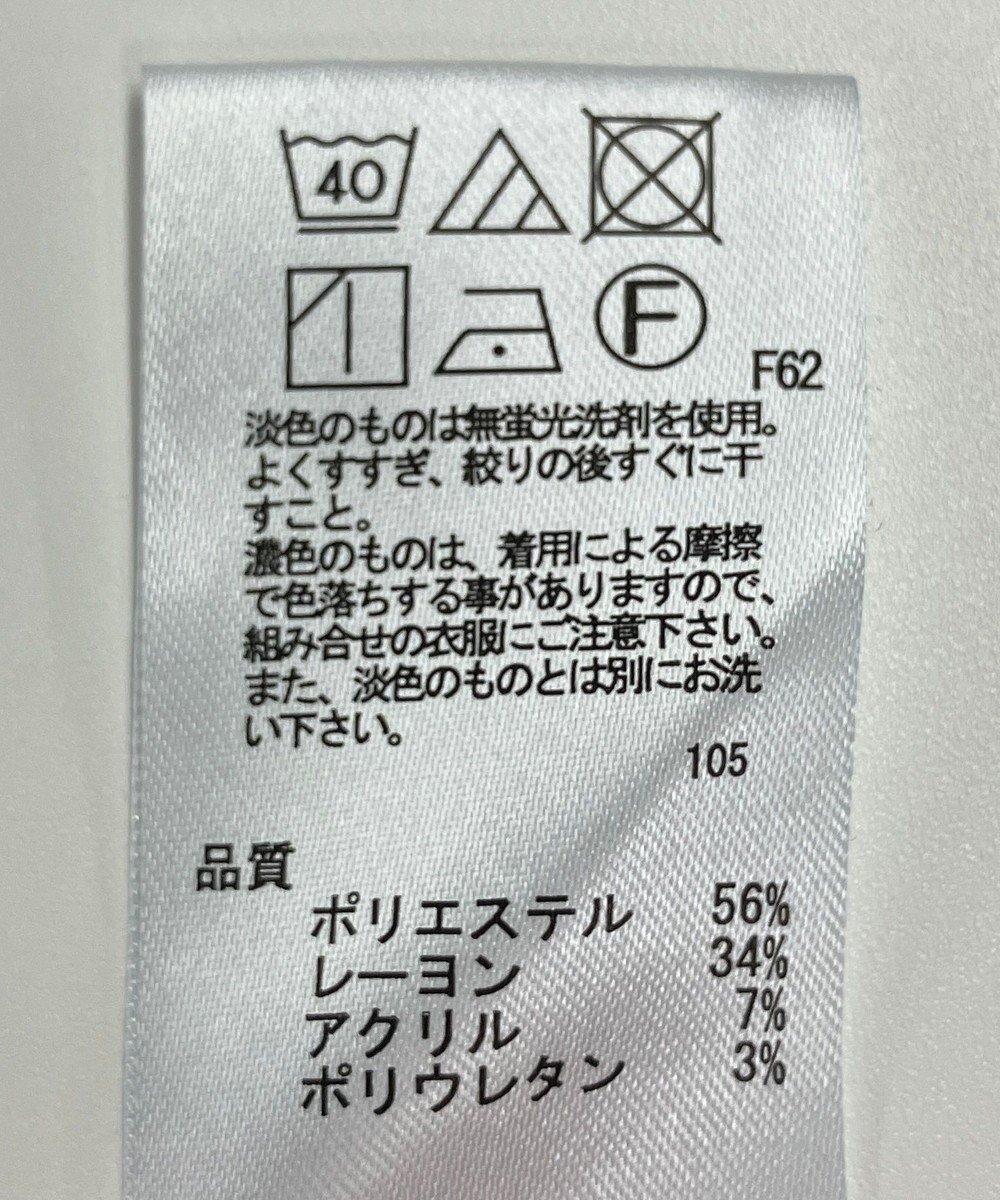 40
F
F62
淡色のものは無蛍光洗剤を使用。
よくすすぎ、絞りの後すぐに干
すこと。
濃色のものは、着用による摩擦
で色落ちする事がありますので、
組み合せの衣服にご注意下さい。
また、淡色のものとは別にお洗
い下さい。
105
品質
ポリエステル 56%
レーヨン 34%
アクリル 7%
ポリウレタン 3%